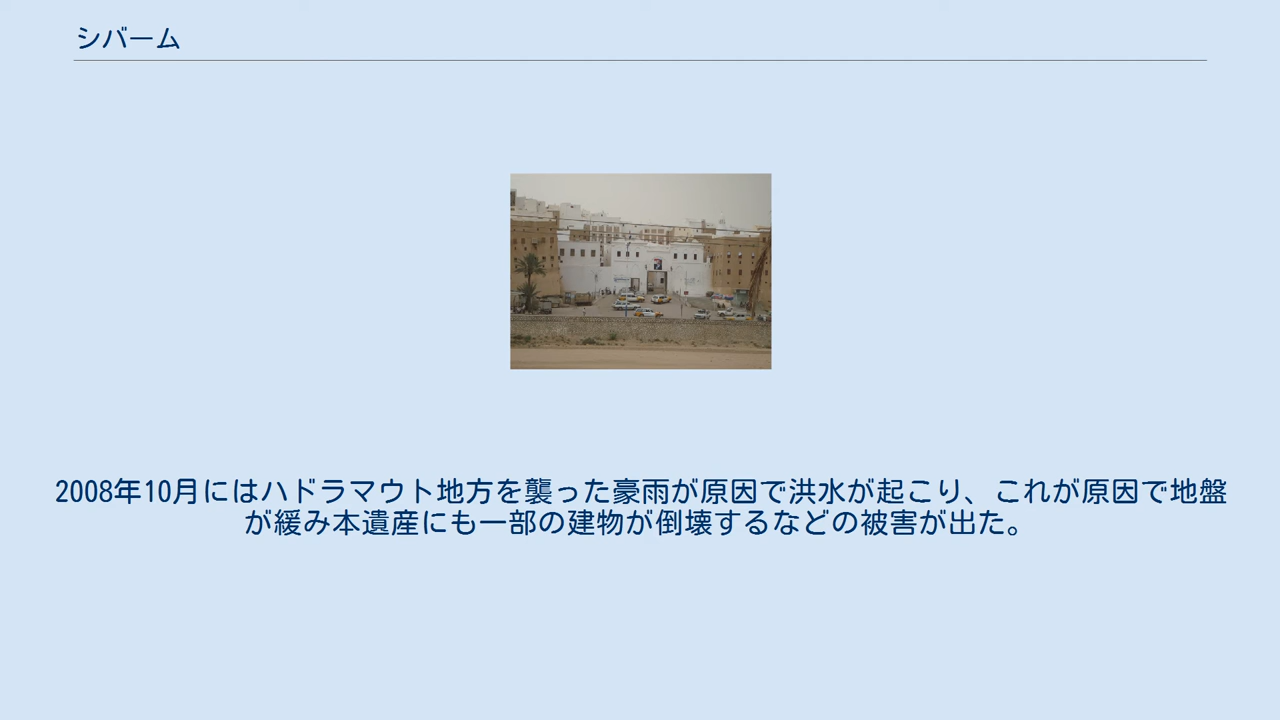 シバーム
2008年10月にはハドラマウト地方を襲った豪雨が原因で洪水が起こり、これが原因で地盤
が緩み本遺産にも一部の建物が倒壊するなどの被害が出た。